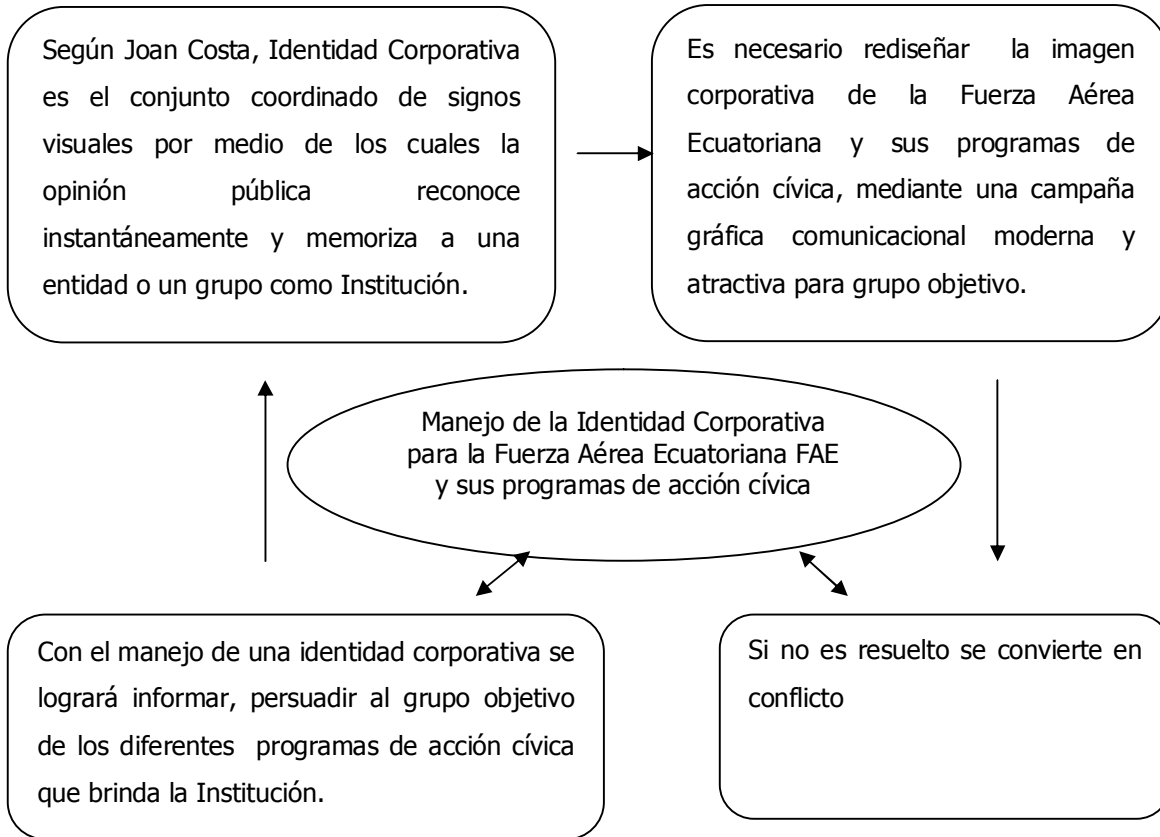 Según Joan Costa, Identidad Corporativa
es el conjunto coordinado de signos
visuales por medio de los cuales la
opinión pública reconoce
instantáneamente y memoriza a una
entidad o un grupo como Institución.
Es necesario rediseñar la imagen
corporativa de la Fuerza Aérea
Ecuatoriana y sus programas de
acción cívica, mediante una campaña
gráfica comunicacional moderna y
atractiva para grupo objetivo.
Manejo de la Identidad Corporativa
para la Fuerza Aérea Ecuatoriana FAE
y sus programas de acción cívica
Con el manejo de una identidad corporativa se
logrará informar, persuadir al grupo objetivo
de los diferentes programas de acción cívica
que brinda la Institución.
Si no es resuelto se convierte en
conflicto